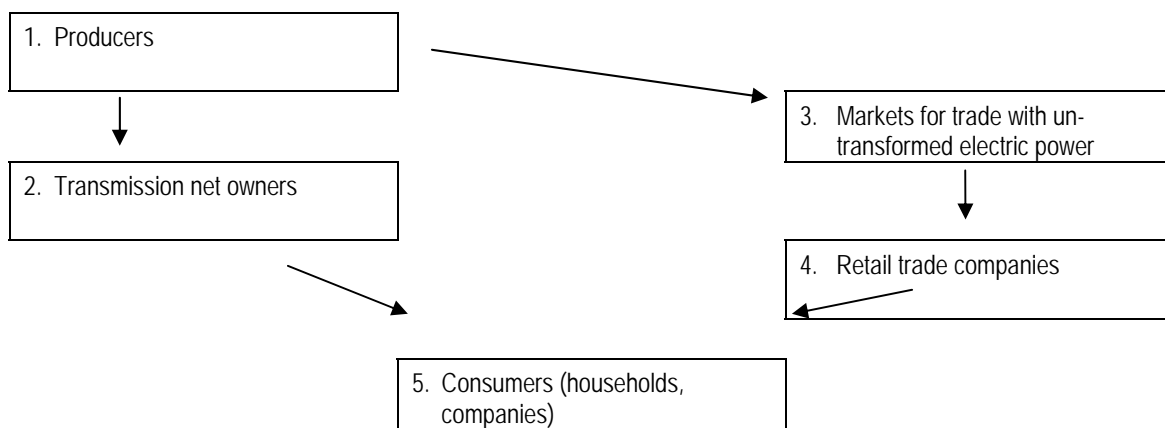 1. Producers
3. Markets for trade with un-
transformed electric power
2. Transmission net owners
4. Retail trade companies
5. Consumers (households,
companies)